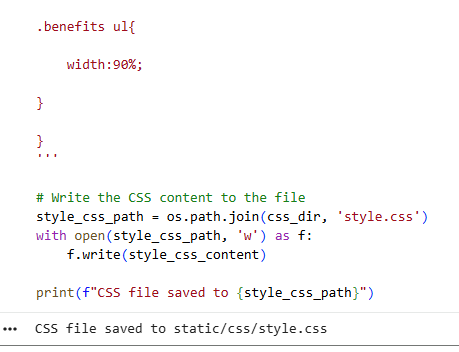 .benefits ul{
width:90%;
}
}
'''
# Write the CSS content to the file
style_css_path = os.path.join(css_dir, 'style.css')
with open(style_css_path, 'w') as f:
f.write(style_css_content)
print(f"CSS file saved to {style_css_path}")
CSS file saved to static/css/style.css